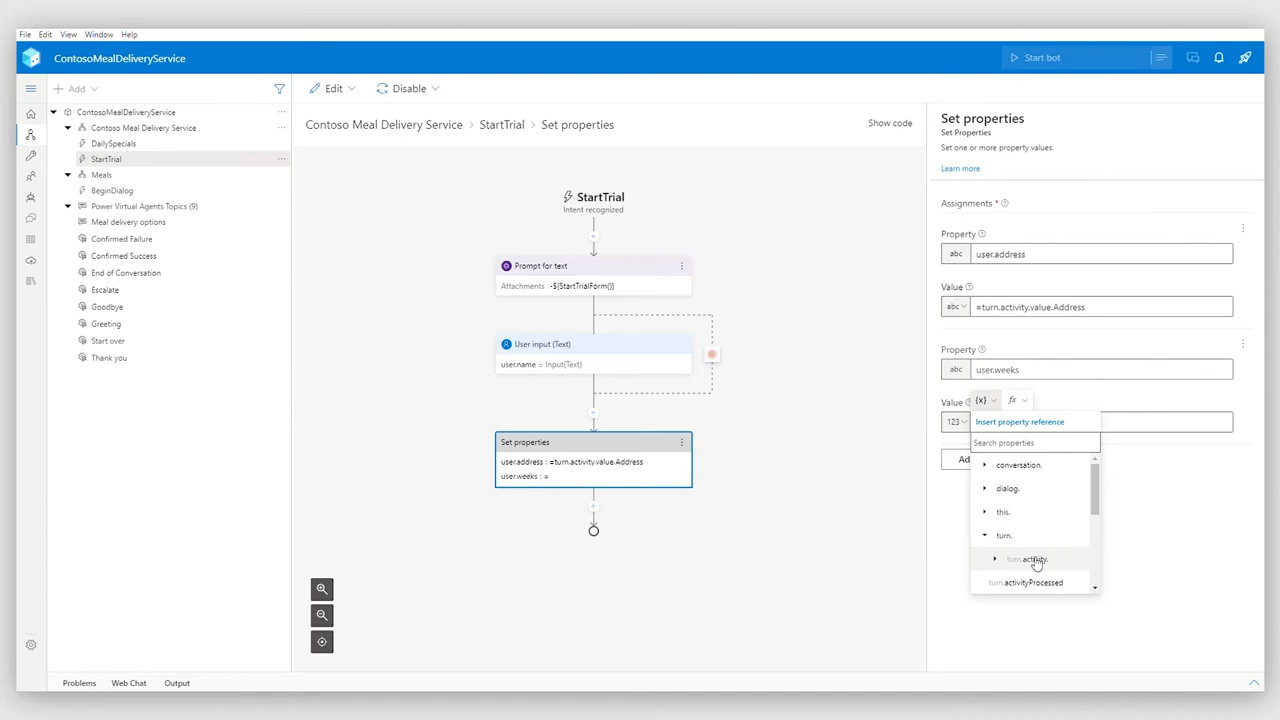 File Edit View Window Help
ContosoMealDeliveryService
Start bot
Add
Edit
Disable
ContosoMealDeliveryService
Contoso Meal Delivery Service
DailySpecials
StartTrial
Meals
BeginDialog
Power Virtual Agents Topics (9)
Meal delivery options
Confirmed Failure
Confirmed Success
End of Conversation
Escalate
Goodbye
Greeting
Start over
Thank you
Contoso Meal Delivery Service > StartTrial > Set properties
Show code
StartTrial
Intent recognized
Prompt for text
Attachments -${StartTrialForm()}
User input (Text)
user.name = Input(Text)
Set properties
user.address : =turn.activity.value.Address
user.weeks : =
Set properties
Set Properties
Set one or more property values.
Learn more
Assignments *
Property
abc user.address
Value
abc =turn.activity.value.Address
Property
abc user.weeks
Value
{x} fx
123
Insert property reference
Search properties
Ad
conversation.
dialog.
this.
turn.
turn.activity.
turn.activityProcessed
Problems Web Chat Output